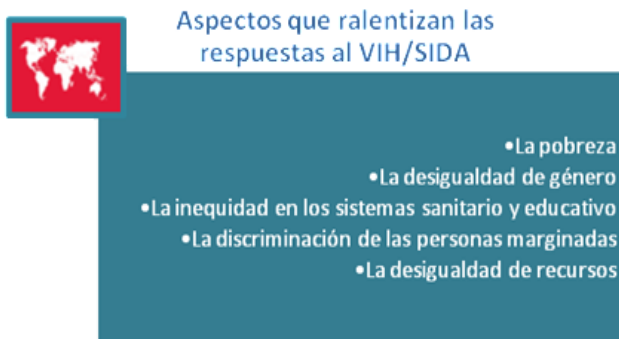 Aspectos que ralentizan las
respuestas al VIH/SIDA
•La pobreza
•La desigualdad de género
•La inequidad en los sistemas sanitario y educativo
•La discriminación de las personas marginadas
•La desigualdad de recursos